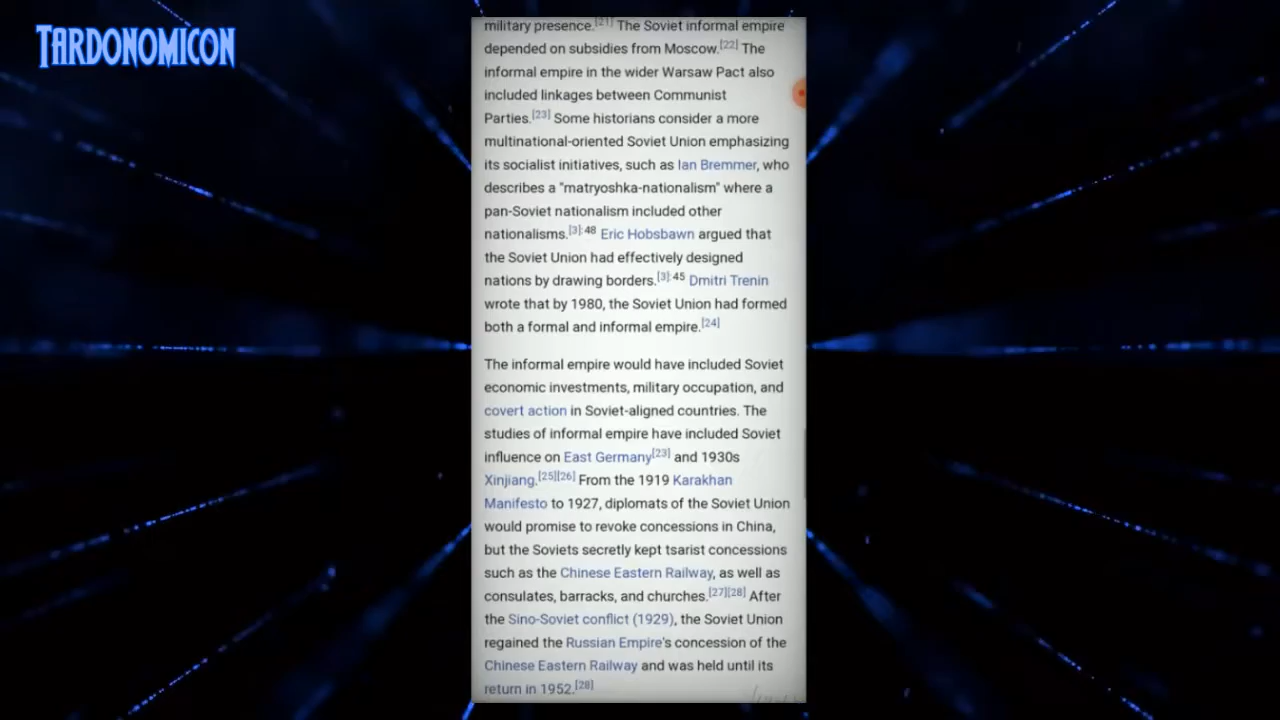 TARDONOMICON
military presence.[21] The Soviet informal empire
depended on subsidies from Moscow.[22] The
informal empire in the wider Warsaw Pact also
included linkages between Communist
Parties.[23] Some historians consider a more
multinational-oriented Soviet Union emphasizing
its socialist initiatives, such as Ian Bremmer, who
describes a "matryoshka-nationalism" where a
pan-Soviet nationalism included other
nationalisms.[3]:48 Eric Hobsbawn argued that
the Soviet Union had effectively designed
nations by drawing borders.[3]:45 Dmitri Trenin
wrote that by 1980, the Soviet Union had formed
both a formal and informal empire.[24]
The informal empire would have included Soviet
economic investments, military occupation, and
covert action in Soviet-aligned countries. The
studies of informal empire have included Soviet
influence on East Germany[23] and 1930s
Xinjiang.[25][26] From the 1919 Karakhan
Manifesto to 1927, diplomats of the Soviet Union
would promise to revoke concessions in China,
but the Soviets secretly kept tsarist concessions
such as the Chinese Eastern Railway, as well as
consulates, barracks, and churches.[27][28] After
the Sino-Soviet conflict (1929), the Soviet Union
regained the Russian Empire's concession of the
Chinese Eastern Railway and was held until its
return in 1952.[28]